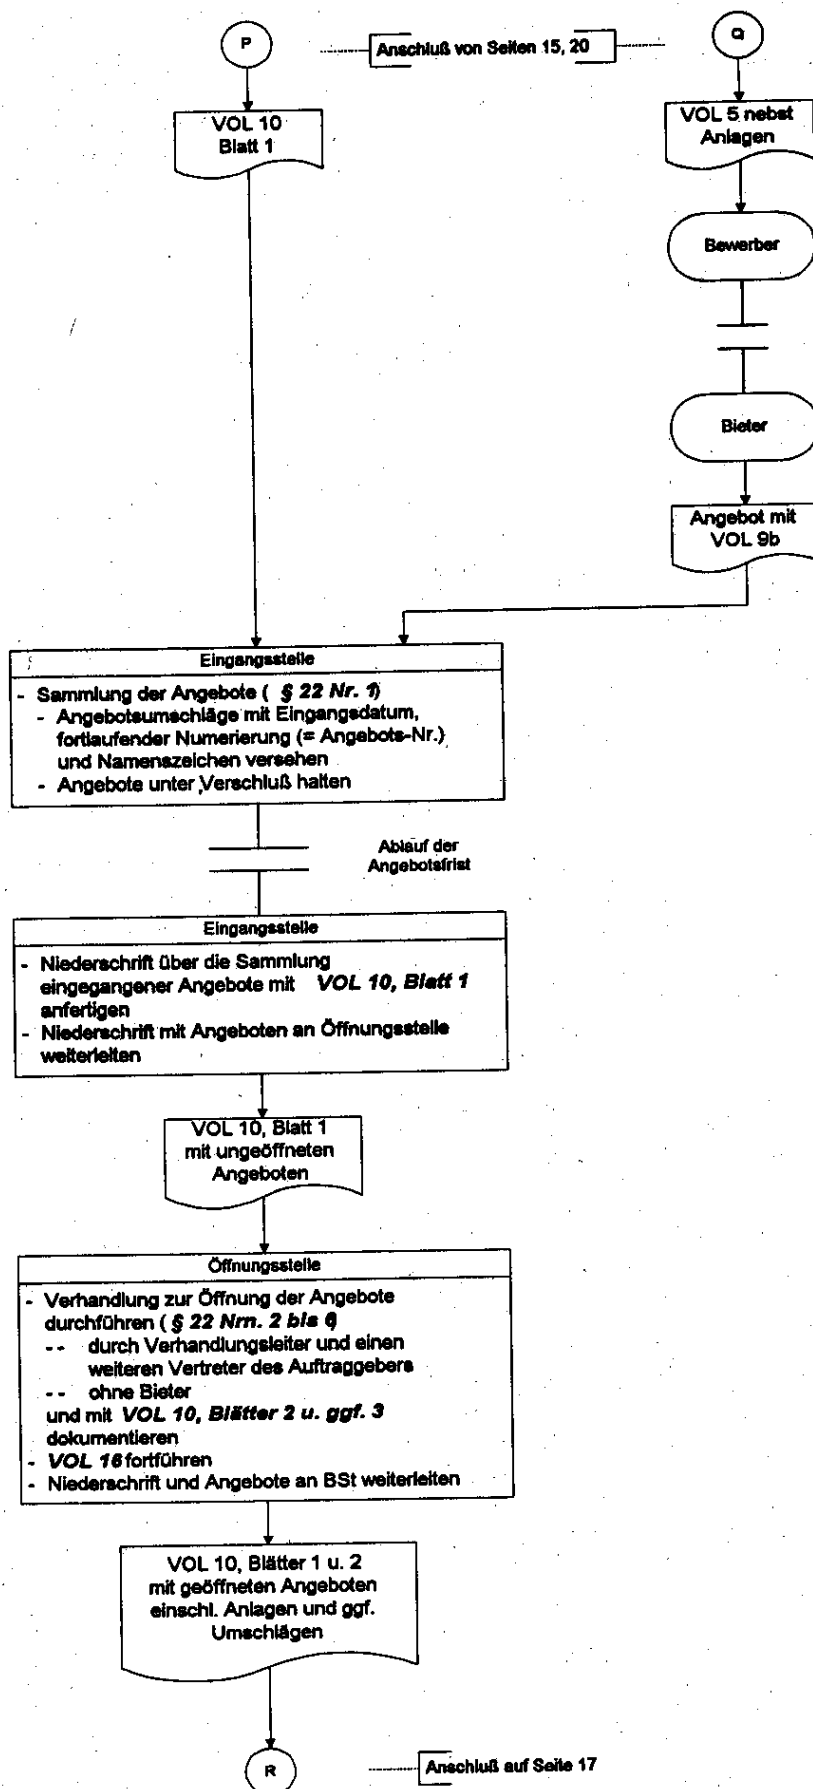 P
Anschluß von Seiten 15, 20
Q
VOL 10
Blatt 1
VOL 5 nebst
Anlagen
Bewerber
Bieter
Angebot mit
VOL 9b
Eingangsstelle
- Sammlung der Angebote ( § 22 Nr. 1)
- Angebotsumschläge mit Eingangsdatum,
fortlaufender Numerierung (= Angebots-Nr.)
und Namenszeichen versehen
- Angebote unter Verschluß halten
Ablauf der
Angebotsfrist
Eingangsstelle
- Niederschrift über die Sammlung
eingegangener Angebote mit VOL 10, Blatt 1
anfertigen
- Niederschrift mit Angeboten an Öffnungsstelle
weiterleiten
VOL 10, Blatt 1
mit ungeöffneten
Angeboten
Öffnungsstelle
- Verhandlung zur Öffnung der Angebote
durchführen ( § 22 Nrn. 2 bis 6)
-- durch Verhandlungsleiter und einen
weiteren Vertreter des Auftraggebers
-- ohne Bieter
und mit VOL 10, Blätter 2 u. ggf. 3
dokumentieren
- VOL 16 fortführen
- Niederschrift und Angebote an BSt weiterleiten
VOL 10, Blätter 1 u. 2
mit geöffneten Angeboten
einschl. Anlagen und ggf.
Umschlägen
R
Anschluß auf Seite 17